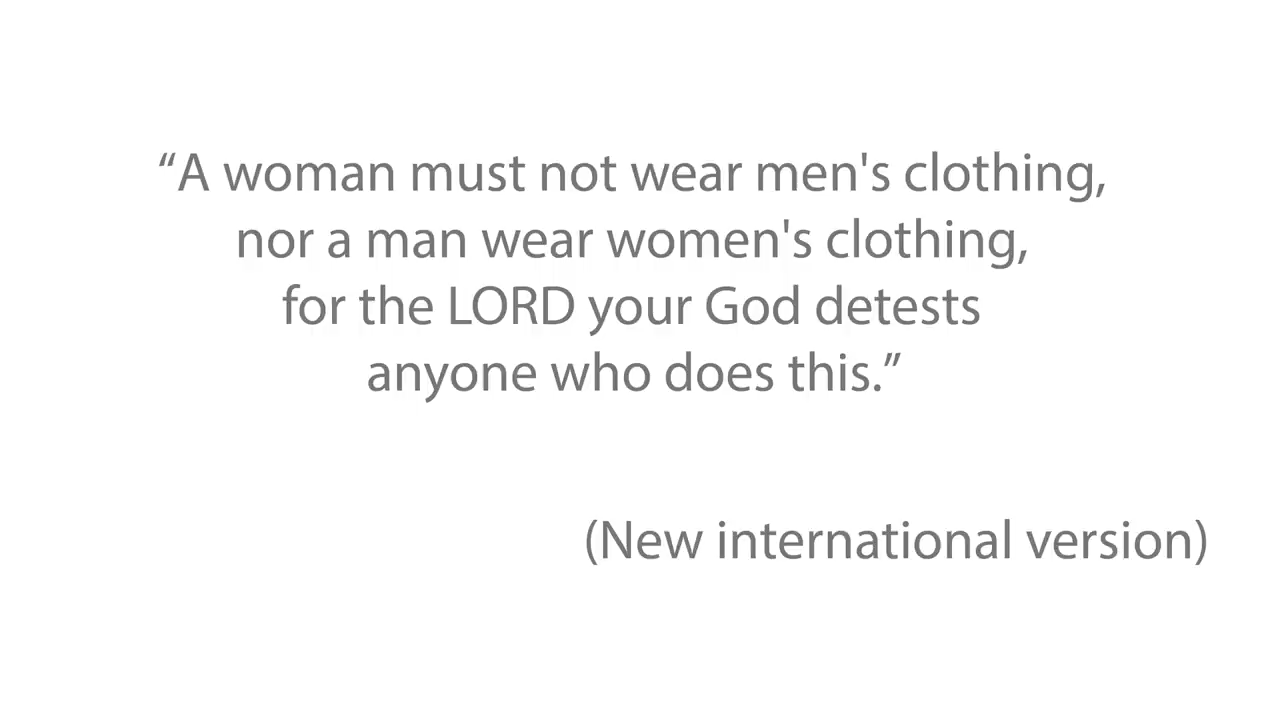 “A woman must not wear men's clothing,
nor a man wear women's clothing,
for the LORD your God detests
anyone who does this.”
(New international version)